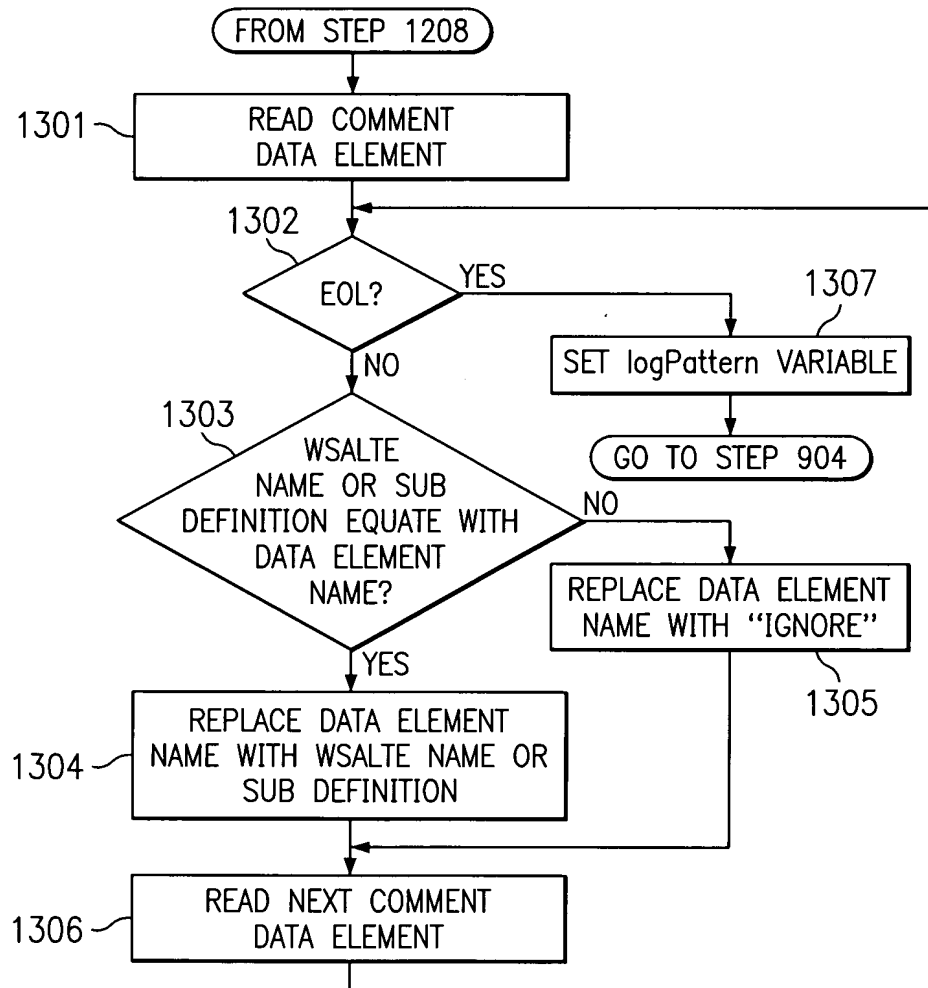 FROM STEP 1208
1301
READ COMMENT
DATA ELEMENT
1302
EOL?
YES
1307
NO
SET logPattern VARIABLE
1303
GO TO STEP 904
WSALTE
NAME OR SUB
DEFINITION EQUATE WITH
DATA ELEMENT
NAME?
NO
REPLACE DATA ELEMENT
NAME WITH “IGNORE”
YES
1305
REPLACE DATA ELEMENT
NAME WITH WSALTE NAME OR
SUB DEFINITION
1304
READ NEXT COMMENT
DATA ELEMENT
1306